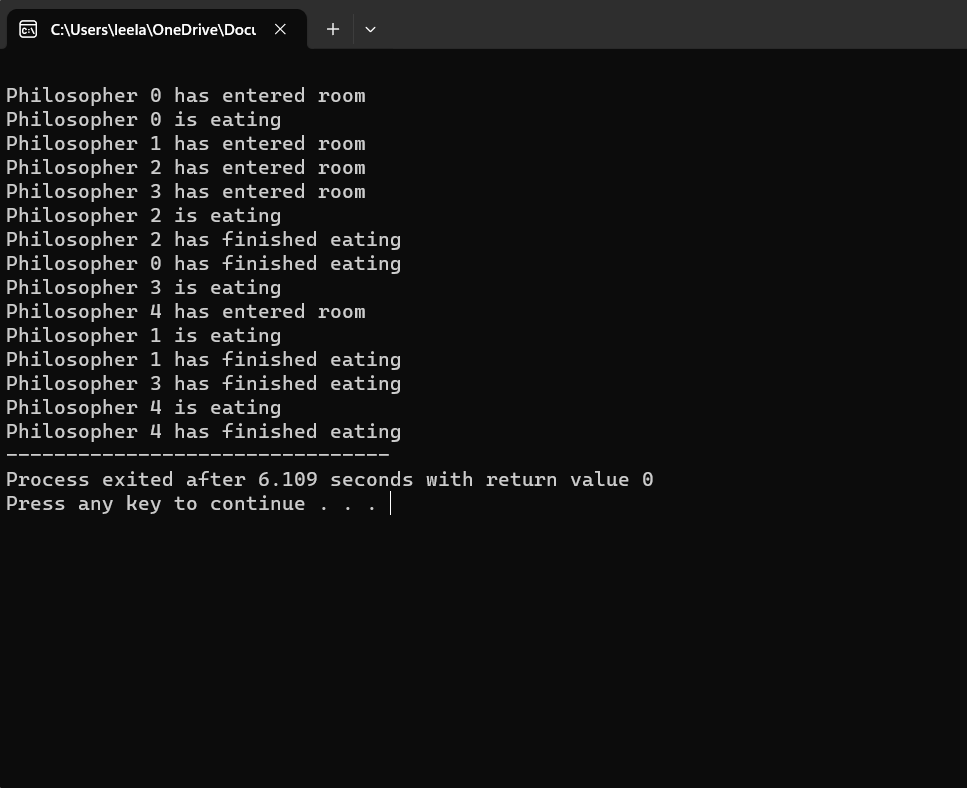 C:\Users\leela\OneDrive\Docu
Philosopher 0 has entered room
Philosopher 0 is eating
Philosopher 1 has entered room
Philosopher 2 has entered room
Philosopher 3 has entered room
Philosopher 2 is eating
Philosopher 2 has finished eating
Philosopher 0 has finished eating
Philosopher 3 is eating
Philosopher 4 has entered room
Philosopher 1 is eating
Philosopher 1 has finished eating
Philosopher 3 has finished eating
Philosopher 4 is eating
Philosopher 4 has finished eating
--------------------------------
Process exited after 6.109 seconds with return value 0
Press any key to continue . . .